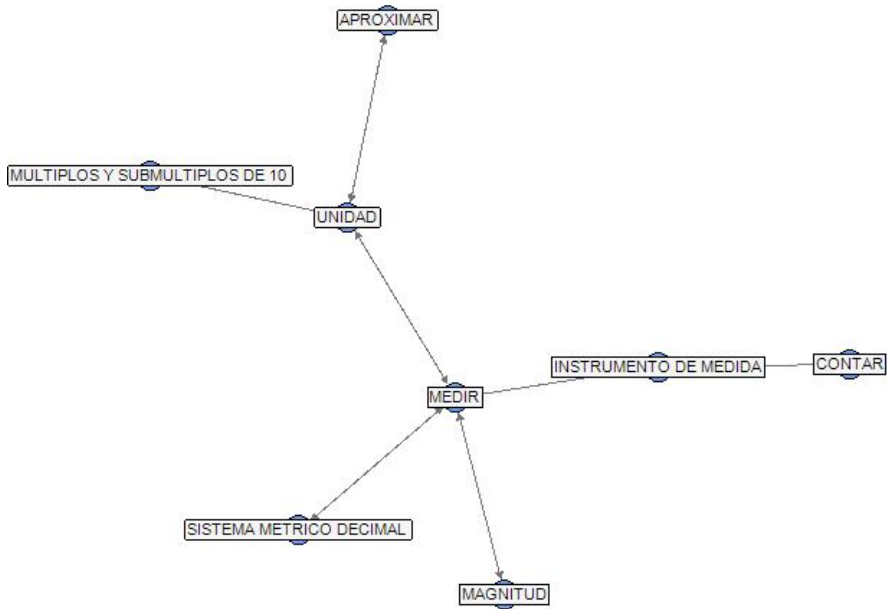 APROXIMAR
MULTIPLOS Y SUBMULTIPLOS DE 10
UNIDAD
INSTRUMENTO DE MEDIDA
CONTAR
MEDIR
SISTEMA METRICO DECIMAL
MAGNITUD